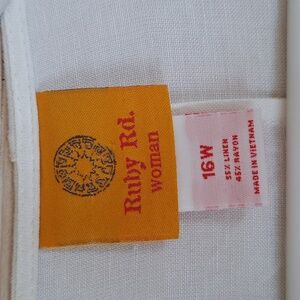 Ruby Rd.
woman
16W
55% LINEN
45% RAYON
MADE IN VIETNAM